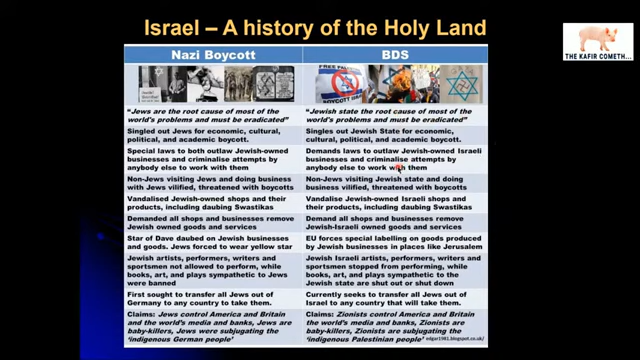 Israel – A history of the Holy Land
THE KAFIR COMETH...
Nazi Boycott
BDS
"Jews are the root cause of most of the
world's problems and must be eradicated"
"Jewish state the root cause of most of the
world's problems and must be eradicated"
Singled out Jews for economic, cultural,
political, and academic boycott.
Singles out Jewish State for economic,
cultural, political, and academic boycott.
Special laws to both outlaw Jewish-owned
businesses and criminalise attempts by
anybody else to work with them
Demands laws to outlaw Jewish-owned Israeli
businesses and criminalise attempts by
anybody else to work with them
Non-Jews visiting Jews and doing business
with Jews vilified, threatened with boycotts
Non-Jews visiting Jewish state and doing
business vilified, threatened with boycotts
Vandalised Jewish-owned shops and their
products, including daubing Swastikas
Vandalise Jewish-owned Israeli shops and
their products, including daubing Swastikas
Demanded all shops and businesses remove
Jewish owned goods and services
Demand all shops and businesses remove
Jewish-Israeli owned goods and services
Star of Dave daubed on Jewish businesses
and goods. Jews forced to wear yellow star
EU forces special labelling on goods produced
by Jewish businesses in places like Jerusalem
Jewish artists, performers, writers and
sportsmen not allowed to perform, while
books, art, and plays sympathetic to Jews
were banned
Jewish Israeli artists, performers, writers and
sportsmen stopped from performing, while
books, art, and plays sympathetic to Jewish
state are shut out or shut down
First sought to transfer all Jews out of
Germany to any country to take them.
Currently seeks to transfer all Jews out of
Israel to any country that will take them.
Claims: Jews control America and Britain
and the world's media and banks, Jews are
baby-killers, Jews were subjugating the
'indigenous German people')
Claims: Zionists control America and Britain
and the world's media and banks, Zionists are
baby-killers, Zionists are subjugating the
'indigenous Palestinian people'
edgar1981.blogspot.co.uk/